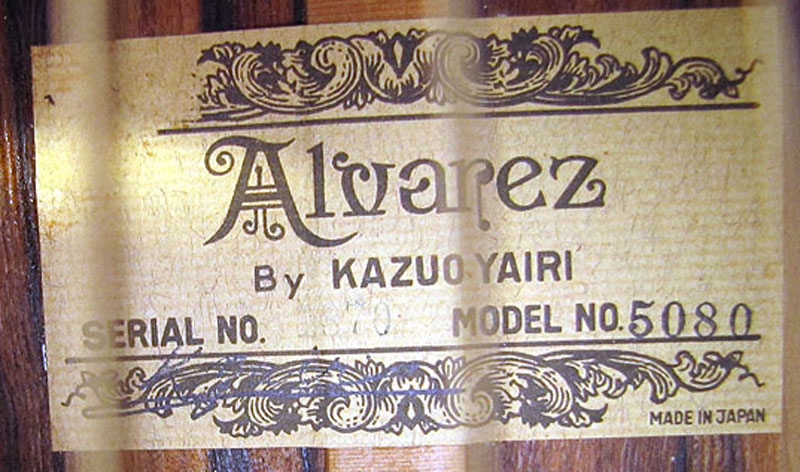 Alvarez
By KAZUO YAIRI
SERIAL NO. MODEL NO. 5080
MADE IN JAPAN